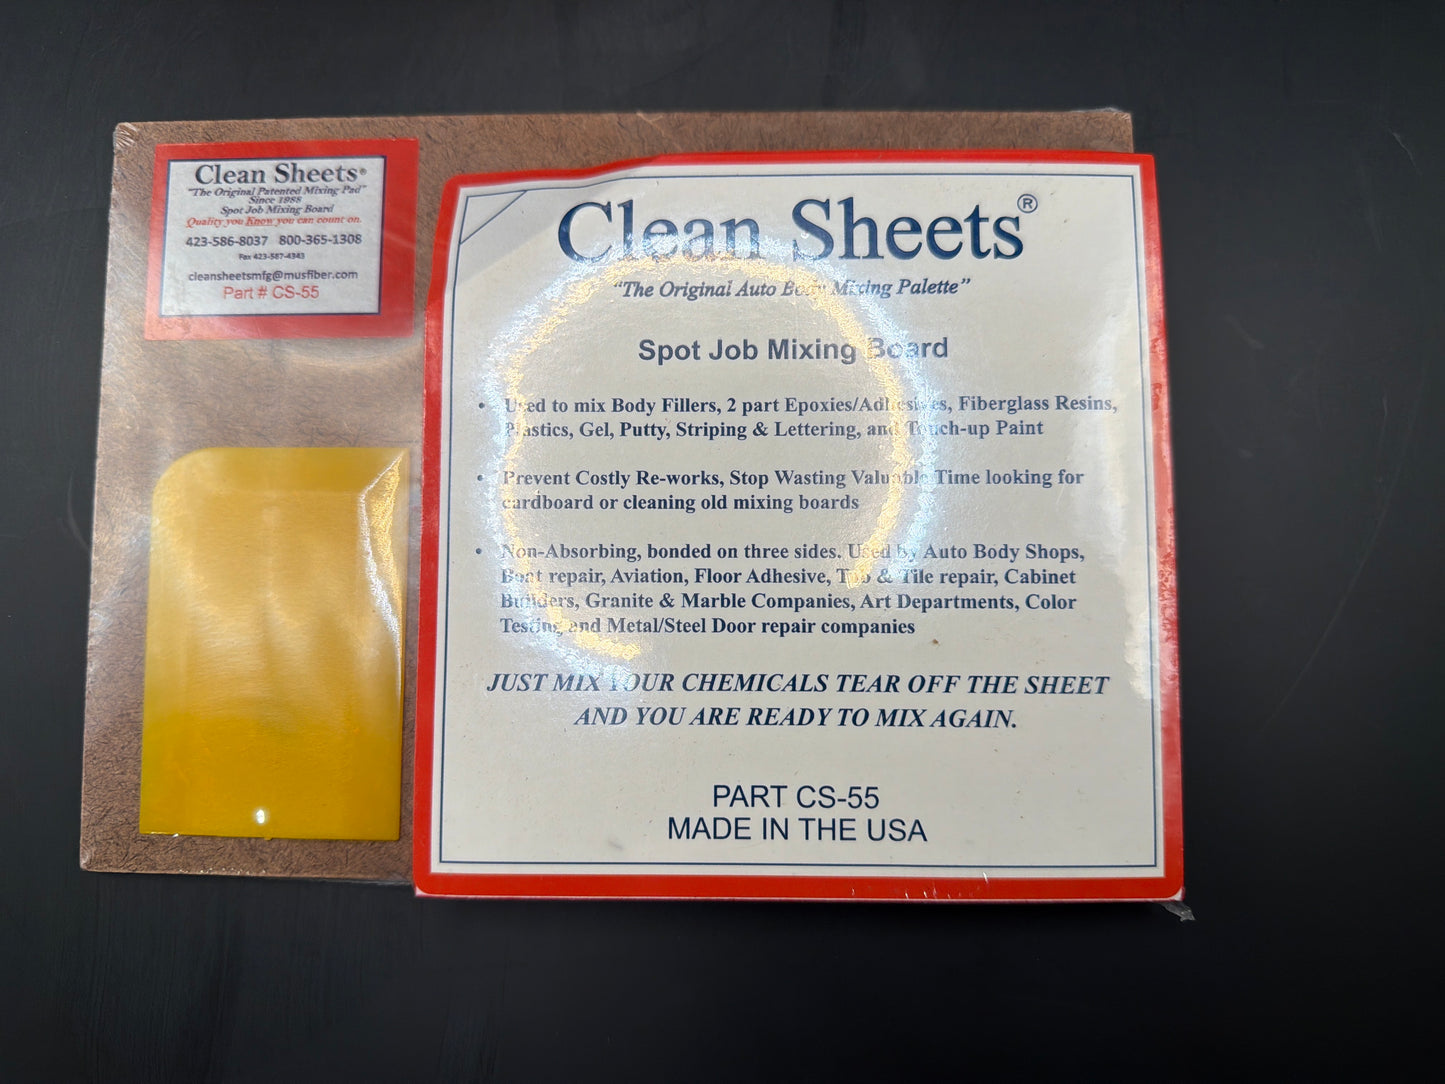 Clean Sheets®
"The Original Patented Mixing Pad"
Since 1988
Spot Job Mixing Board
Quality you Know you can count on.
423-586-8037 800-365-1308
Fax 423-587-4343
cleansheetsmfg@musfiber.com
Part # CS-55
Clean Sheets®
"The Original Auto Body Mixing Palette"
Spot Job Mixing Board
• Used to mix Body Fillers, 2 part Epoxies/Adhesives, Fiberglass Resins,
Plastics, Gel, Putty, Striping & Lettering, and Touch-up Paint
• Prevent Costly Re-works, Stop Wasting Valuable Time looking for
cardboard or cleaning old mixing boards
• Non-Absorbing, bonded on three sides. Used by Auto Body Shops,
Boat repair, Aviation, Floor Adhesive, Tub & Tile repair, Cabinet
Builders, Granite & Marble Companies, Art Departments, Color
Testing and Metal/Steel Door repair companies
JUST MIX YOUR CHEMICALS TEAR OFF THE SHEET
AND YOU ARE READY TO MIX AGAIN.
PART CS-55
MADE IN THE USA